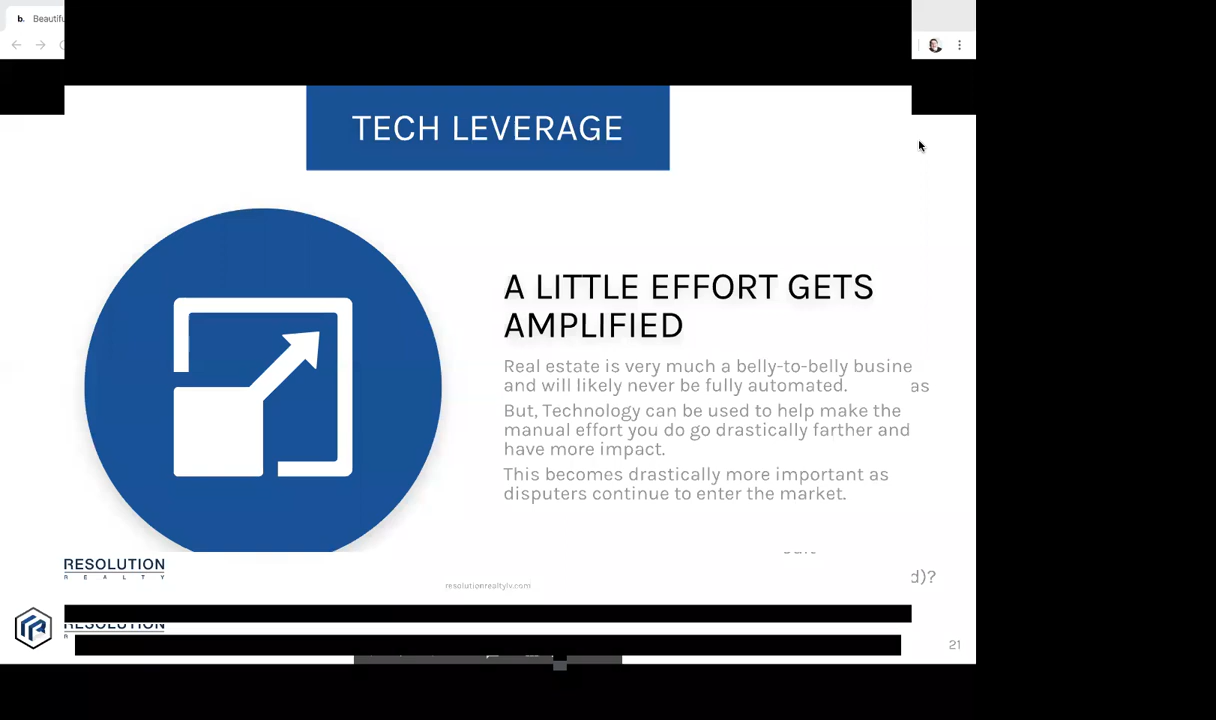 b. Beautifu
TECH LEVERAGE
A LITTLE EFFORT GETS
AMPLIFIED
Real estate is very much a belly-to-belly busine
and will likely never be fully automated. as
But, Technology can be used to help make the
manual effort you do go drastically farther and
have more impact.
This becomes drastically more important as
disputers continue to enter the market.
RESOLUTION
REALTY
d)?
resolutionrealtylv.com
RESOLUTION
21